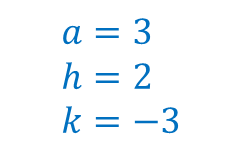 a = 3
h = 2
k = −3